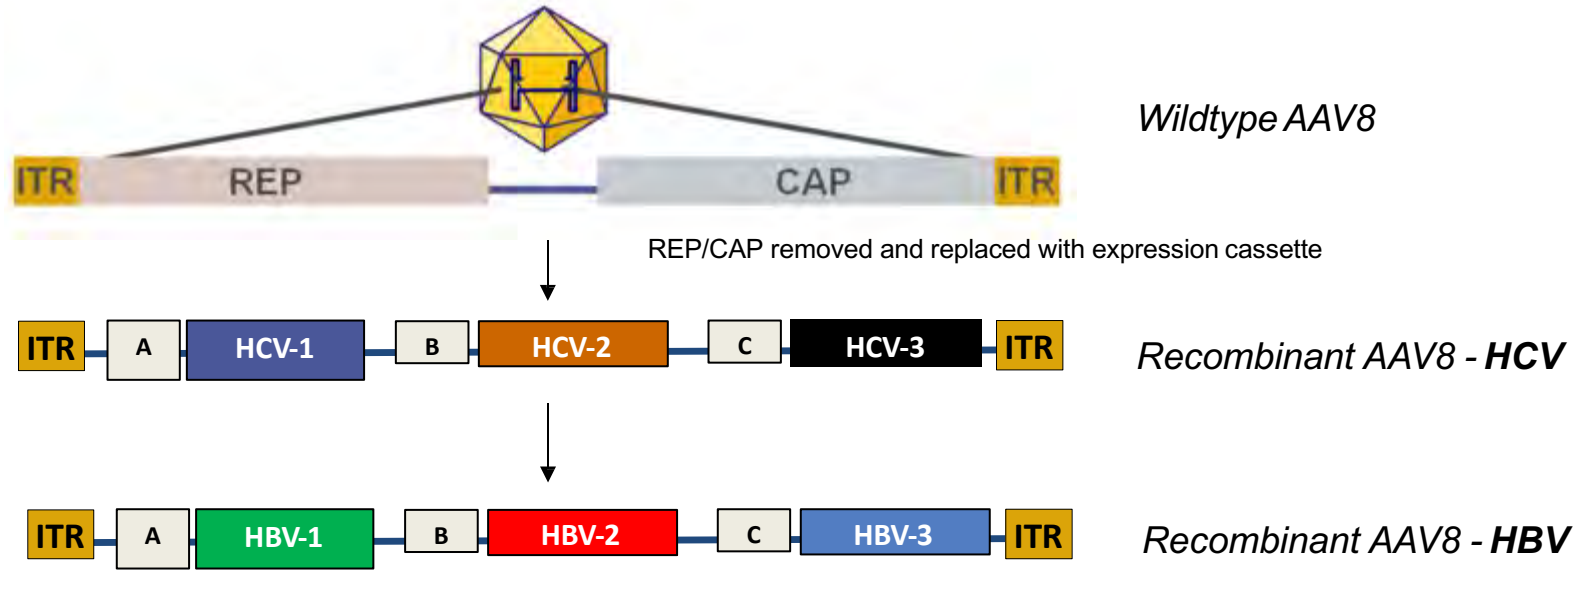 Wildtype AAV8
ITR REP CAP ITR
REP/CAP removed and replaced with expression cassette
ITR A HCV-1 B HCV-2 C HCV-3 ITR
Recombinant AAV8 - HCV
ITR A HBV-1 B HBV-2 C HBV-3 ITR
Recombinant AAV8 - HBV